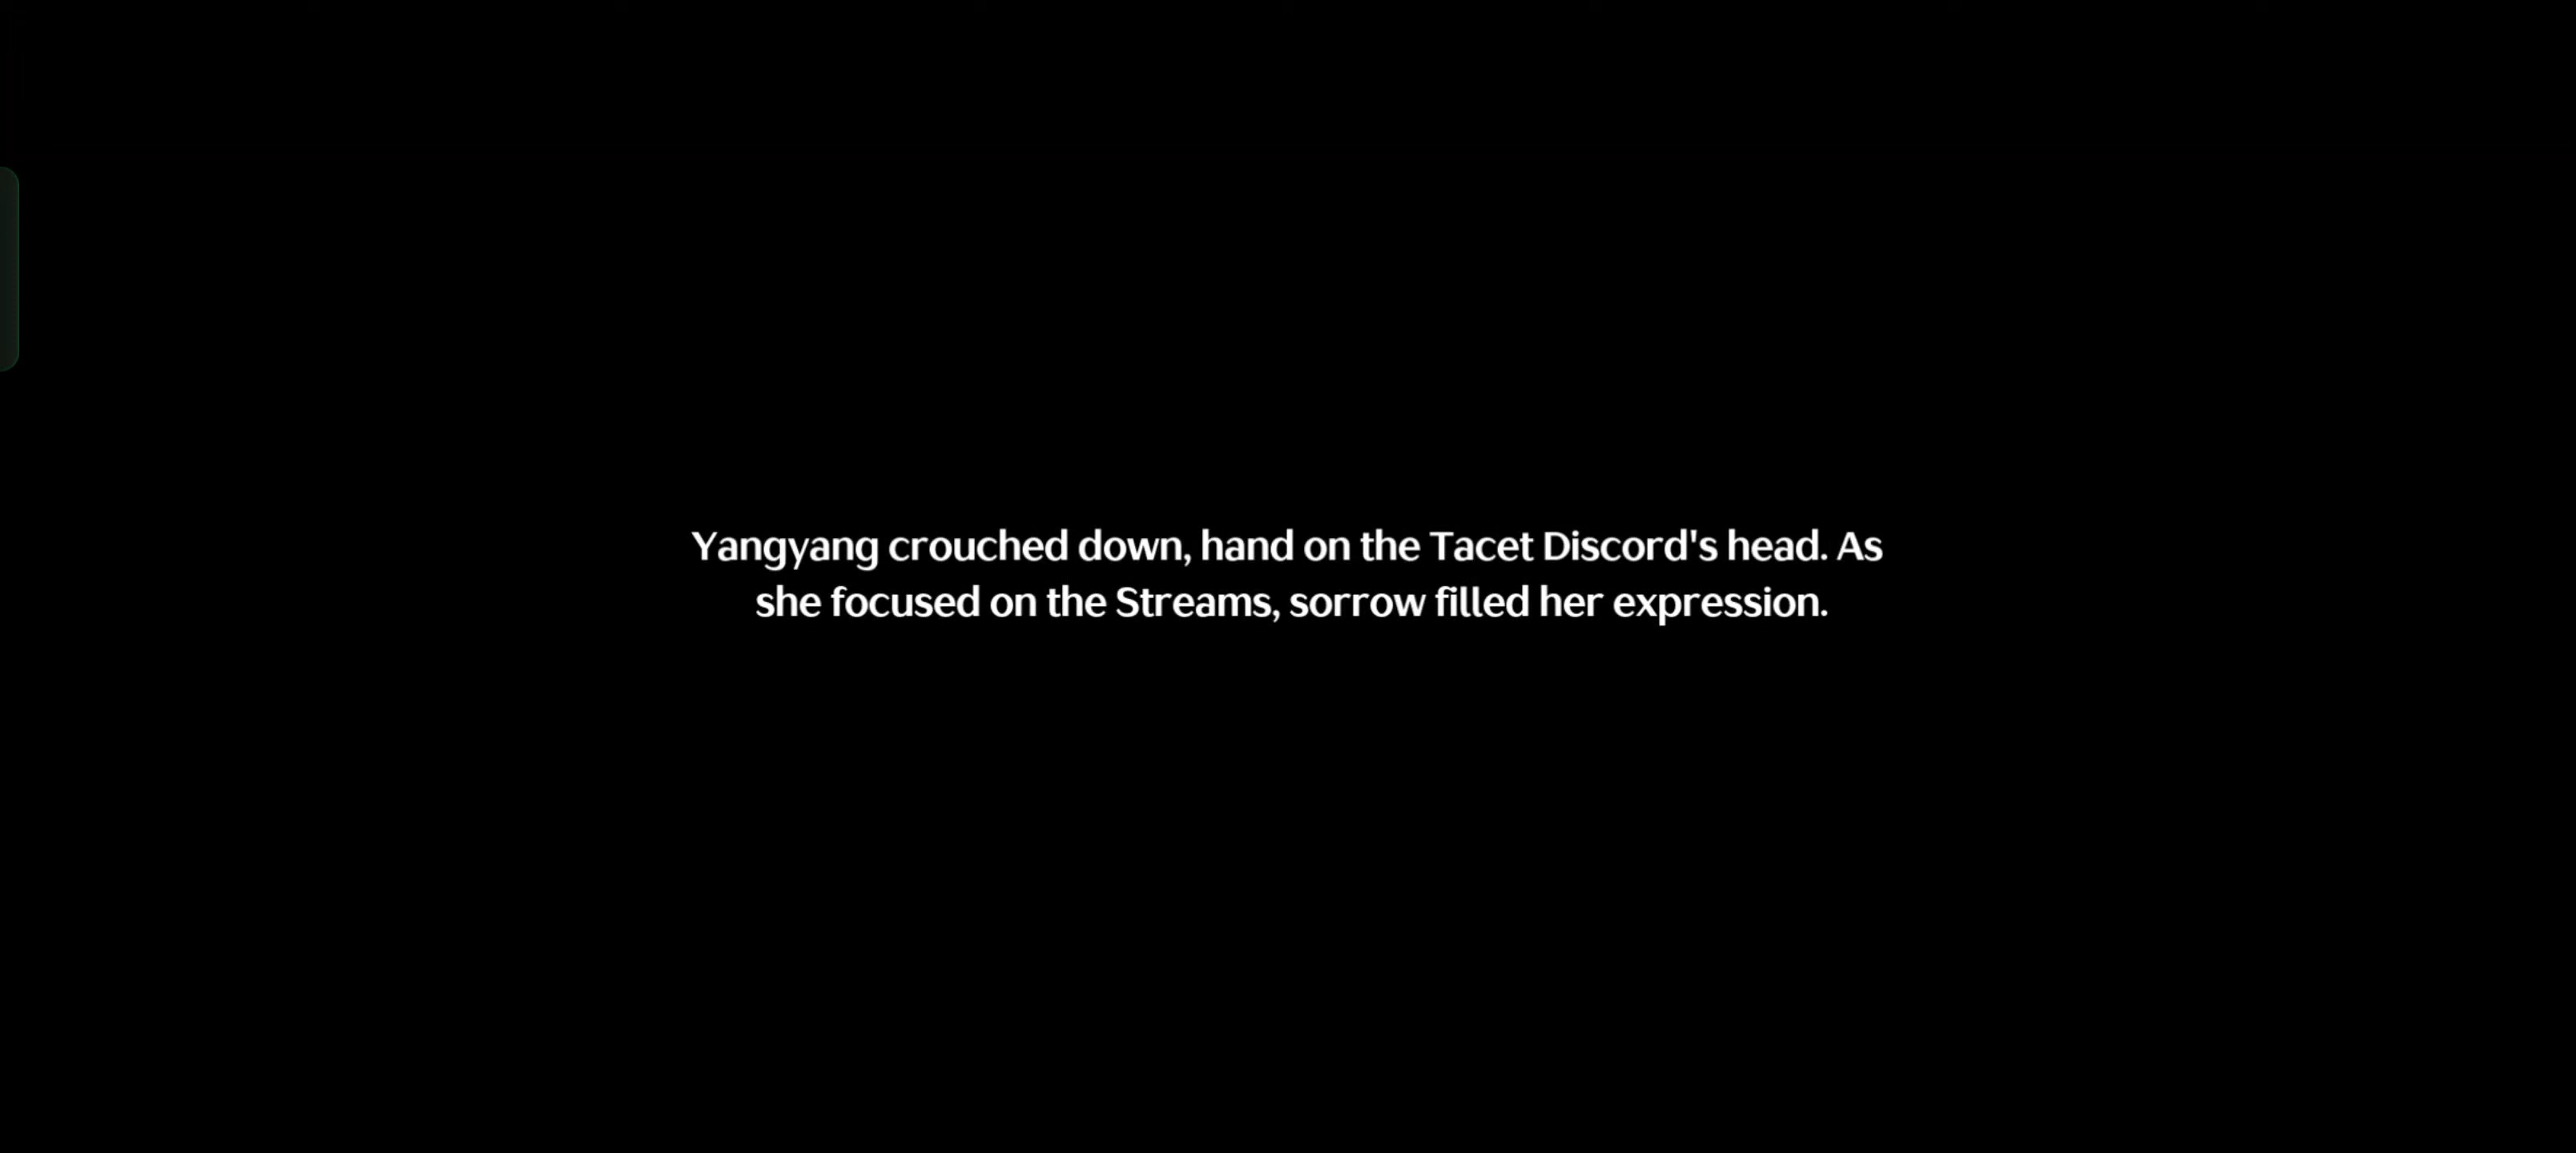 Yangyang crouched down, hand on the Tacet Discord's head. As
she focused on the Streams, sorrow filled her expression.